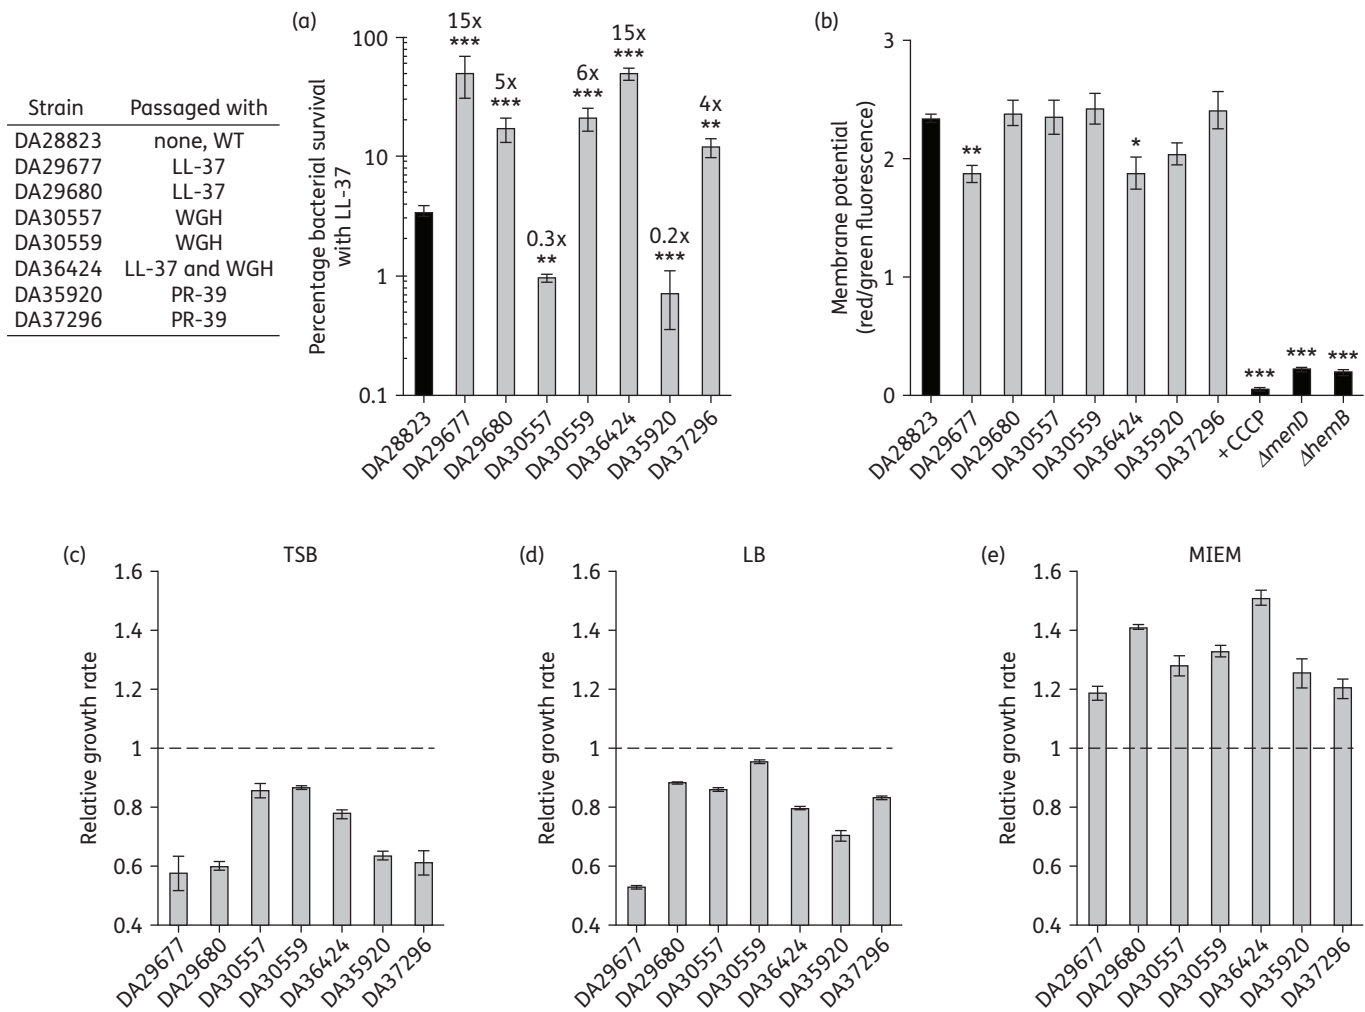 Strain Passaged with
DA28823 none, WT
DA29677 LL-37
DA29680 LL-37
DA30557 WGH
DA30559 WGH
DA36424 LL-37 and WGH
DA35920 PR-39
DA37296 PR-39
(a)
Percentage bacterial survival
with LL-37
100
10
1
0.1
15x
***
5x
***
0.3x
**
6x
***
15x
***
0.2x
***
4x
**
DA28823
DA29677
DA29680
DA30557
DA30559
DA36424
DA35920
DA37296
(b)
Membrane potential
(red/green fluorescence)
3
2
1
0
**
*
***
***
***
DA28823
DA29677
DA29680
DA30557
DA30559
DA36424
DA35920
DA37296
+CCCP
ΔmenD
ΔhemB
(c) TSB
Relative growth rate
1.6
1.4
1.2
1
0.8
0.6
0.4
DA29677
DA29680
DA30557
DA30559
DA36424
DA35920
DA37296
(d) LB
Relative growth rate
1.6
1.4
1.2
1
0.8
0.6
0.4
DA29677
DA29680
DA30557
DA30559
DA36424
DA35920
DA37296
(e) MIEM
Relative growth rate
1.6
1.4
1.2
1
0.8
0.6
0.4
DA29677
DA29680
DA30557
DA30559
DA36424
DA35920
DA37296